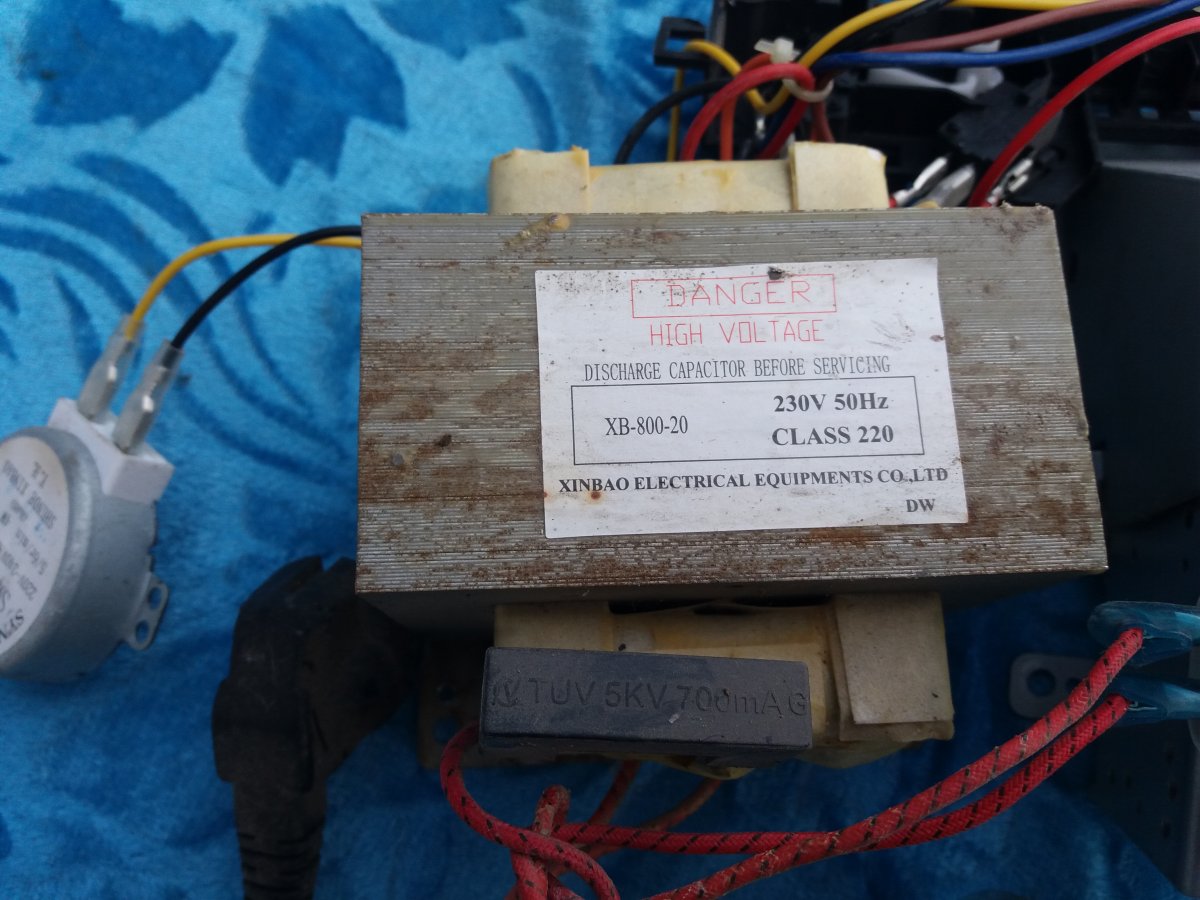 DANGER
HIGH VOLTAGE
DISCHARGE CAPACITOR BEFORE SERVICING
XB-800-20
230V 50Hz
CLASS 220
XINBAO ELECTRICAL EQUIPMENTS CO.,LTD
DW
TUV 5KV 700mA G